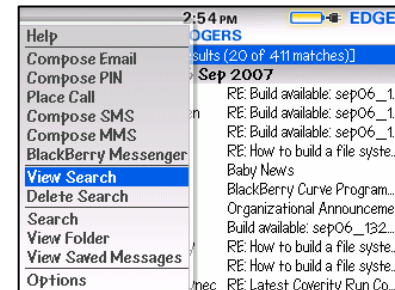 2:54 PM EDGE
OGERS
sults (20 of 411 matches)]
Sep 2007
Help
Compose Email
Compose PIN
Place Call
Compose SMS
Compose MMS
BlackBerry Messenger
View Search
Delete Search
Search
View Folder
View Saved Messages
Options
RE: Build available: sep06_1...
RE: Build available: sep06_1...
RE: Build available: sep06_1...
RE: How to build a file syste...
Baby News
BlackBerry Curve Program...
Organizational Announceme
Build available: sep06_132...
RE: How to build a file syste...
RE: How to build a file syste...
nec RE: Latest Coverity Run Co...